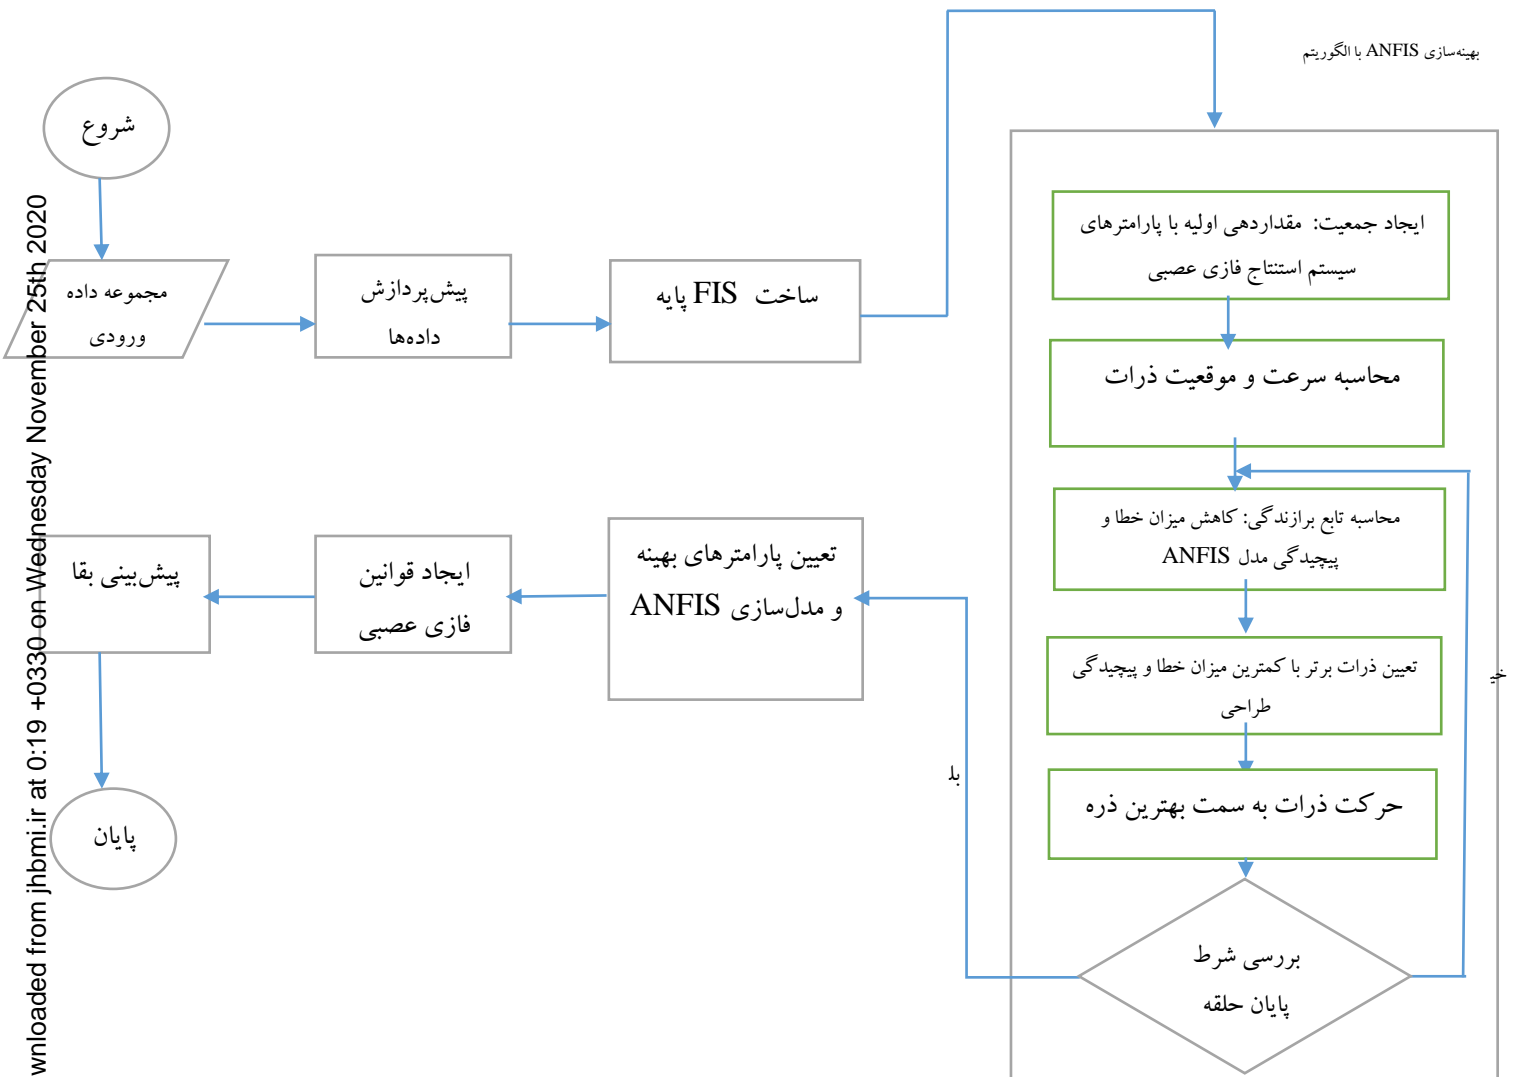 بهینه‌سازی ANFIS با الگوریتم
شروع
مجموعه داده
ورودی
پیش‌پردازش
داده‌ها
ساخت FIS پایه
ایجاد جمعیت: مقداردهی اولیه با پارامترهای
سیستم استنتاج فازی عصبی
محاسبه سرعت و موقعیت ذرات
محاسبه تابع برازندگی: کاهش میزان خطا و
پیچیدگی مدل ANFIS
تعیین ذرات برتر با کمترین میزان خطا و پیچیدگی
طراحی
حرکت ذرات به سمت بهترین ذره
بررسی شرط
پایان حلقه
خیـ
بلـ
تعیین پارامترهای بهینه
و مدل‌سازی ANFIS
ایجاد قوانین
فازی عصبی
پیش‌بینی بقا
پایان
wnloaded from jhbmi.ir at 0:19 +0330 on Wednesday November 25th 2020